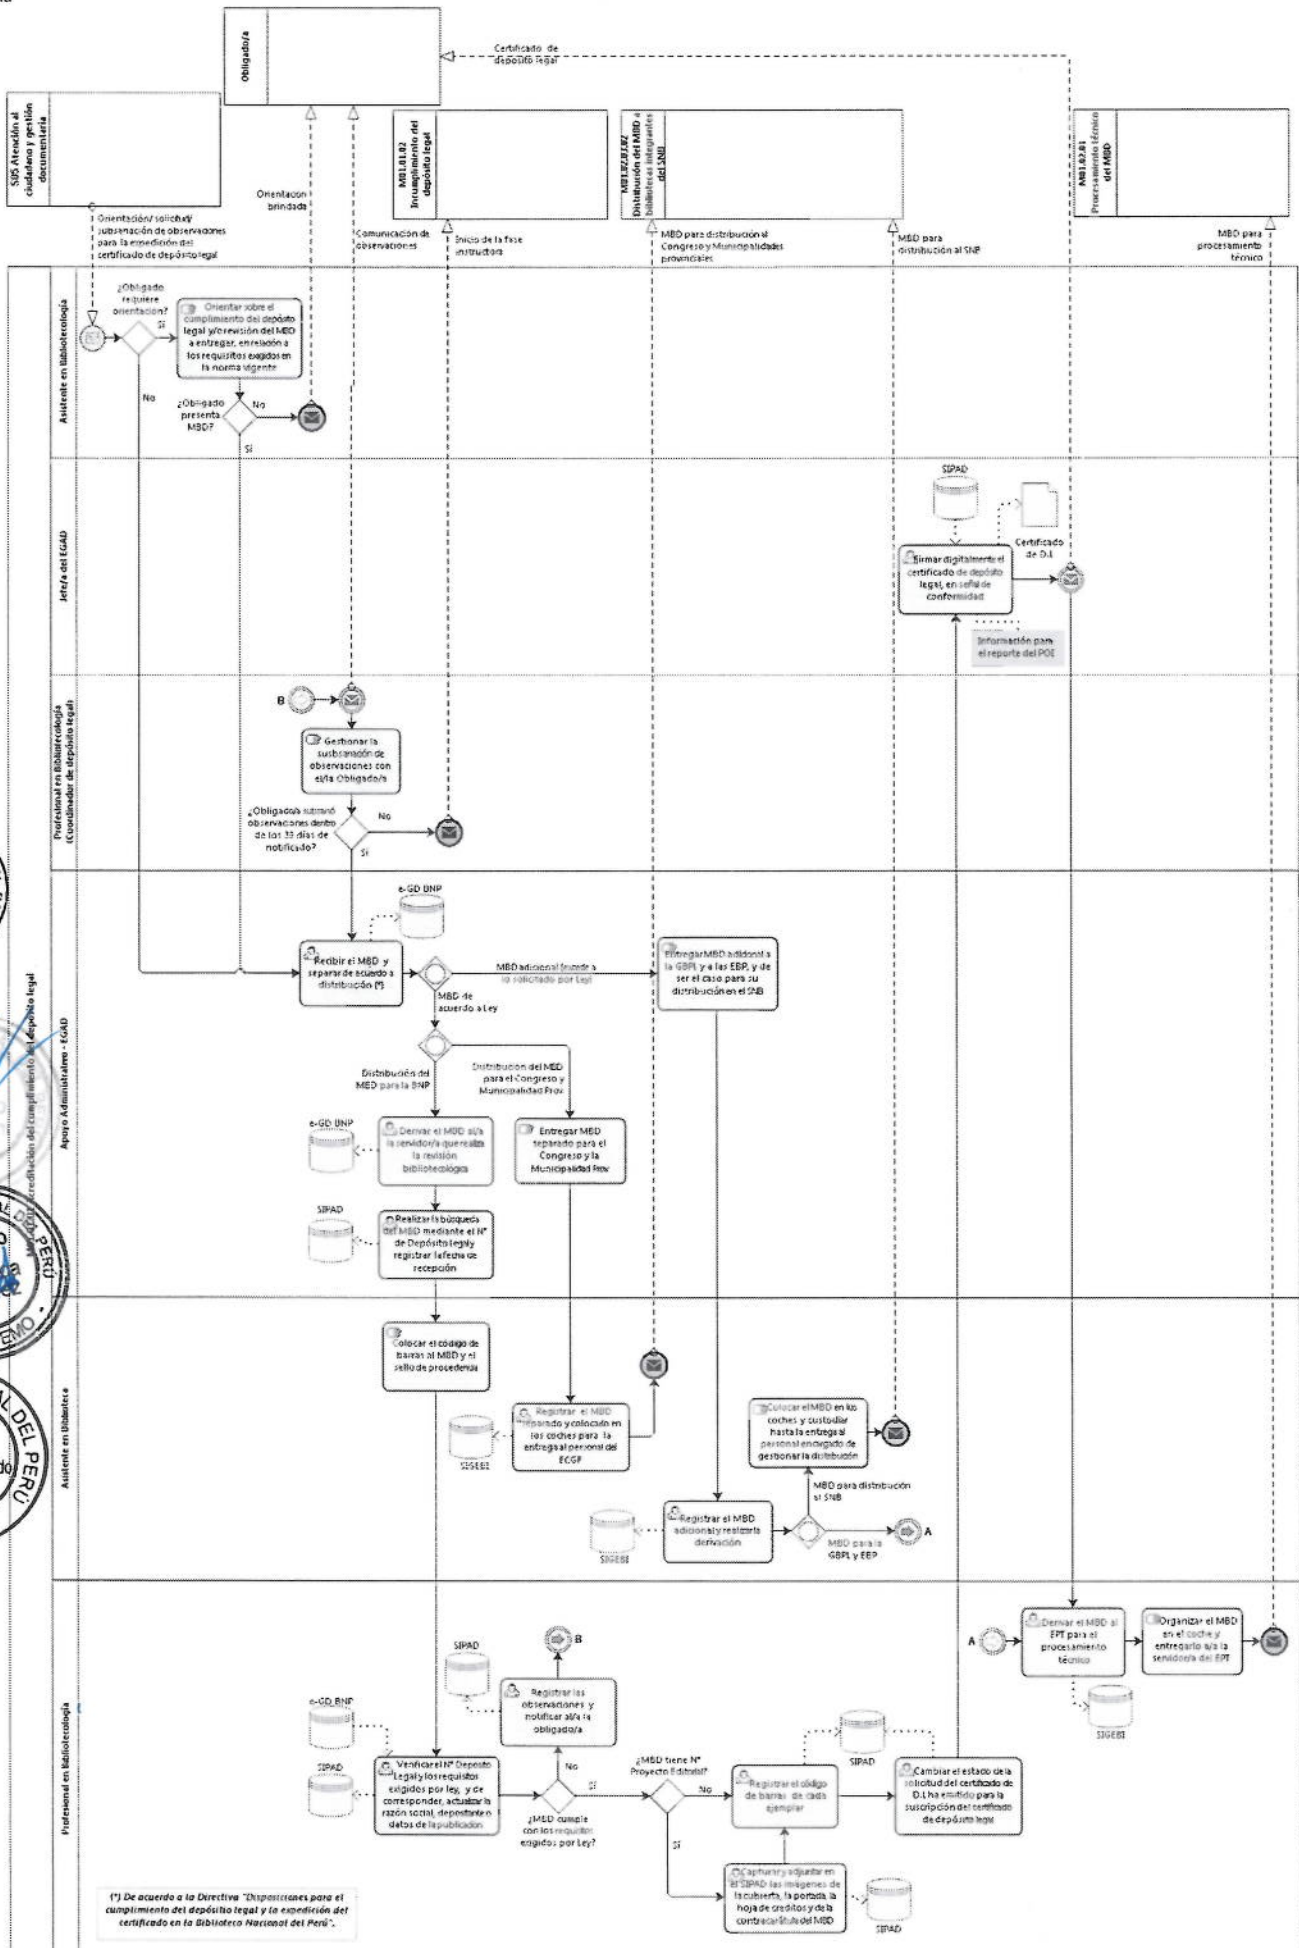 Obligado/a
Certificado de
deposito legal
S05 Atención al
ciudadano y gestión
documentaria
M01.01.02
Incumplimiento del
depósito legal
M01.02.03.02
Distribución del MBD a
bibliotecas integrantes
del SNB
M01.02.01
Procesamiento técnico
del MBD
Orientación/ solicitud/
subsanación de observaciones
para la expedición del
certificado de depósito legal
Orientacion
brindada
Comunicación de
observaciones
Inicio de la fase
instructora
MBD para distribución al
Congreso y Municipalidades
provinciales
MBD para
distribución al SNB
MBD para
procesamiento
técnico
acreditación del cumplimiento del depósito legal
Asistente en Bibliotecología
¿Obligado
requiere
orientacion?
Sí
No
Orientar sobre el
cumplimiento del depósito
legal y/o revisión del MBD
a entregar, en relación a
los requisitos exigidos en
la norma vigente
¿Obligado
presenta
MBD?
No
Sí
Jefe/a del EGAD
SIPAD
Certificado
de D.L
Firmar digitalmente el
certificado de depósito
legal, en señal de
conformidad
Información para
el reporte del POI
Profesional en Bibliotecología
(Coordinador de depósito legal)
B
Gestionar la
susbsanación de
observaciones con
el/la Obligado/a
¿Obligado/a subsanó
observaciones dentro
de los 30 días de
notificado?
No
Sí
Apoyo Administrativo - EGAD
e-GD BNP
Recibir el MBD y
separar de acuerdo a
distribución (*)
MBD adicional (excede a
lo solicitado por Ley)
MBD de
acuerdo a Ley
Entregar MBD adicional a
la GBPL y a las EBP, y de
ser el caso para su
distribución en el SNB
Distribución del
MBD para la BNP
Distribucion del MBD
para el Congreso y
Municipalidad Prov
e-GD BNP
Derivar el MBD al/a
la servidor/a que realiza
la revisión
bibliotecológica
Entregar MBD
separado para el
Congreso y la
Municipalidad Prov
SIPAD
Realizar la búsqueda
del MBD mediante el N°
de Depósito Legal y
registrar la fecha de
recepción
Asistente en Biblioteca
Colocar el código de
barras al MBD y el
sello de procedencia
SIGEBI
Registrar el MBD
separado y colocado en
los coches para la
entrega al personal del
ECGP
Colocar el MBD en los
coches y custodiar
hasta la entrega al
personal encargado de
gestionar la distribución
MBD para distribución
al SNB
SIGEBI
Registrar el MBD
adicional y realizar la
derivación
MBD para la
GBPL y EBP
A
Profesional en Bibliotecología
A
Derivar el MBD al
EPT para el
procesamiento
técnico
Organizar el MBD
en el coche y
entregarlo a/a la
servidor/a del EPT
SIGEBI
B
SIPAD
Registrar las
observaciones y
notificar al/a la
obligado/a
e-GD BNP
SIPAD
Verificar el N° Deposito
Legal y los requisitos
exigidos por ley, y de
corresponder, actualizar la
razón social, depositante o
datos de la publicacion
No
Sí
¿MBD cumple
con los requisitos
exigidos por Ley?
¿MBD tiene N°
Proyecto Editorial?
No
Sí
Registrar el código
de barras de cada
ejemplar
SIPAD
Cambiar el estado de la
solicitud del certificado de
D.L ha emitido para la
suscripción del certificado
de depósito legal
Capturar y adjuntar en
el SIPAD las imágenes de
la cubierta, la portada, la
hoja de creditos y de la
contracarátula del MBD
SIPAD
(*) De acuerdo a la Directiva "Disposiciones para el
cumplimiento del depósito legal y la expedición del
certificado en la Biblioteca Nacional del Perú".
PERÚ
AL DEL PERÚ